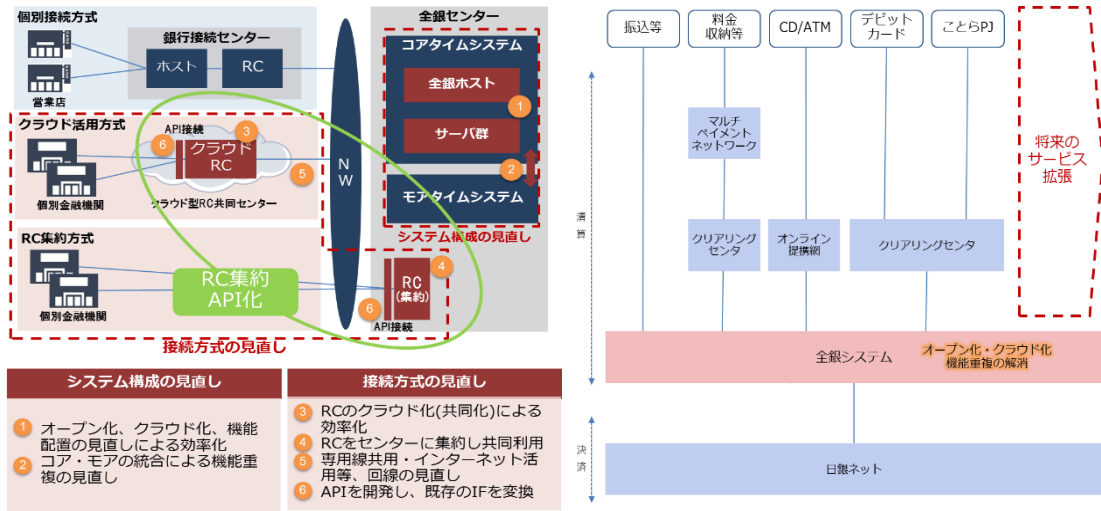 個別接続方式
銀行接続センター
ホスト
RC
営業店
クラウド活用方式
API接続
6
3
クラウド
RC
5
個別金融機関
クラウド型RC共同センター
RC集約方式
RC集約
API化
個別金融機関
接続方式の見直し
NW
全銀センター
コアタイムシステム
全銀ホスト
1
サーバ群
2
モアタイムシステム
システム構成の見直し
4
RC
(集約)
6
API接続
システム構成の見直し
1 オープン化、クラウド化、機能
配置の見直しによる効率化
2 コア・モアの統合による機能重
複の見直し
接続方式の見直し
3 RCのクラウド化(共同化)による
効率化
4 RCをセンターに集約し共同利用
5 専用線共用・インターネット活
用等、回線の見直し
6 APIを開発し、既存のIFを変換
振込等
料金
収納等
CD/ATM
デビット
カード
ことらPJ
マルチ
ペイメント
ネットワーク
将来の
サービス
拡張
清算
クリアリング
センタ
オンライン
提携網
クリアリングセンタ
全銀システム
オープン化・クラウド化
機能重複の解消
決済
日銀ネット